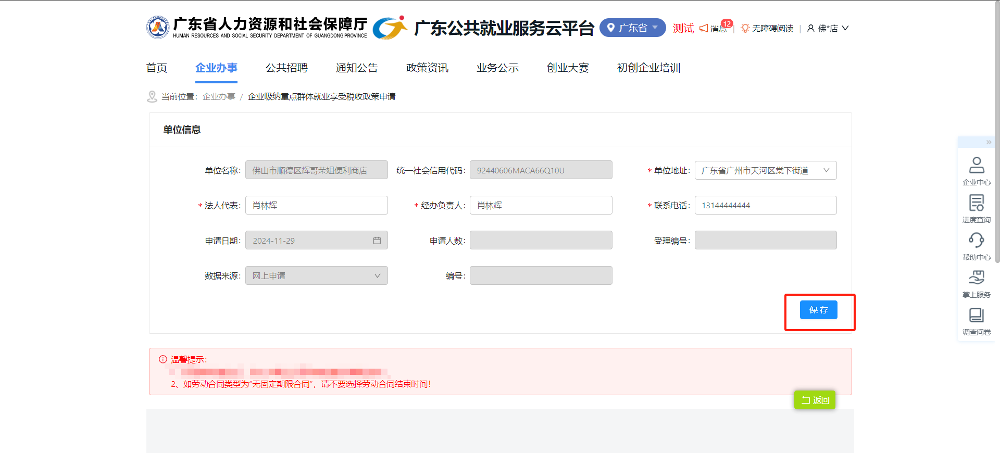 广东省人力资源和社会保障厅
HUMAN RESOURCES AND SOCIAL SECURITY DEPARTMENT OF GUANGDONG PROVINCE
广东公共就业服务云平台
广东省 测试 消息 12 | 无障碍阅读 | 佛*店
首页 企业办事 公共招聘 通知公告 政策资讯 业务公示 创业大赛 初创企业培训
当前位置: 企业办事 / 企业吸纳重点群体就业享受税收政策申请
单位信息
单位名称: 佛山市顺德区辉哥荣姐便利商店 统一社会信用代码: 92440606MACA66Q10U * 单位地址: 广东省广州市天河区棠下街道
* 法人代表: 肖林辉 * 经办负责人: 肖林辉 * 联系电话: 13144444444
申请日期: 2024-11-29 申请人数: 受理编号:
数据来源: 网上申请 编号:
保存
温馨提示:
2、如劳动合同类型为"无固定期限合同"，请不要选择劳动合同结束时间!
返回
»
企业中心
进度查询
帮助中心
掌上服务
调查问卷